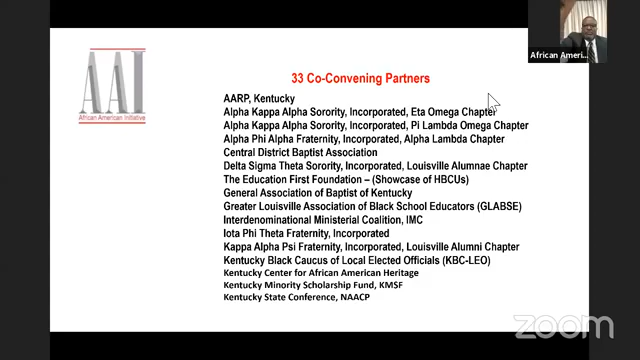 AAI
African American Initiative
33 Co-Convening Partners
AARP, Kentucky
Alpha Kappa Alpha Sorority, Incorporated, Eta Omega Chapter
Alpha Kappa Alpha Sorority, Incorporated, Pi Lambda Omega Chapter
Alpha Phi Alpha Fraternity, Incorporated, Alpha Lambda Chapter
Central District Baptist Association
Delta Sigma Theta Sorority, Incorporated, Louisville Alumnae Chapter
The Education First Foundation – (Showcase of HBCUs)
General Association of Baptist of Kentucky
Greater Louisville Association of Black School Educators (GLABSE)
Interdenominational Ministerial Coalition, IMC
Iota Phi Theta Fraternity, Incorporated
Kappa Alpha Psi Fraternity, Incorporated, Louisville Alumni Chapter
Kentucky Black Caucus of Local Elected Officials (KBC-LEO)
Kentucky Center for African American Heritage
Kentucky Minority Scholarship Fund, KMSF
Kentucky State Conference, NAACP
African Ameri...
zoom